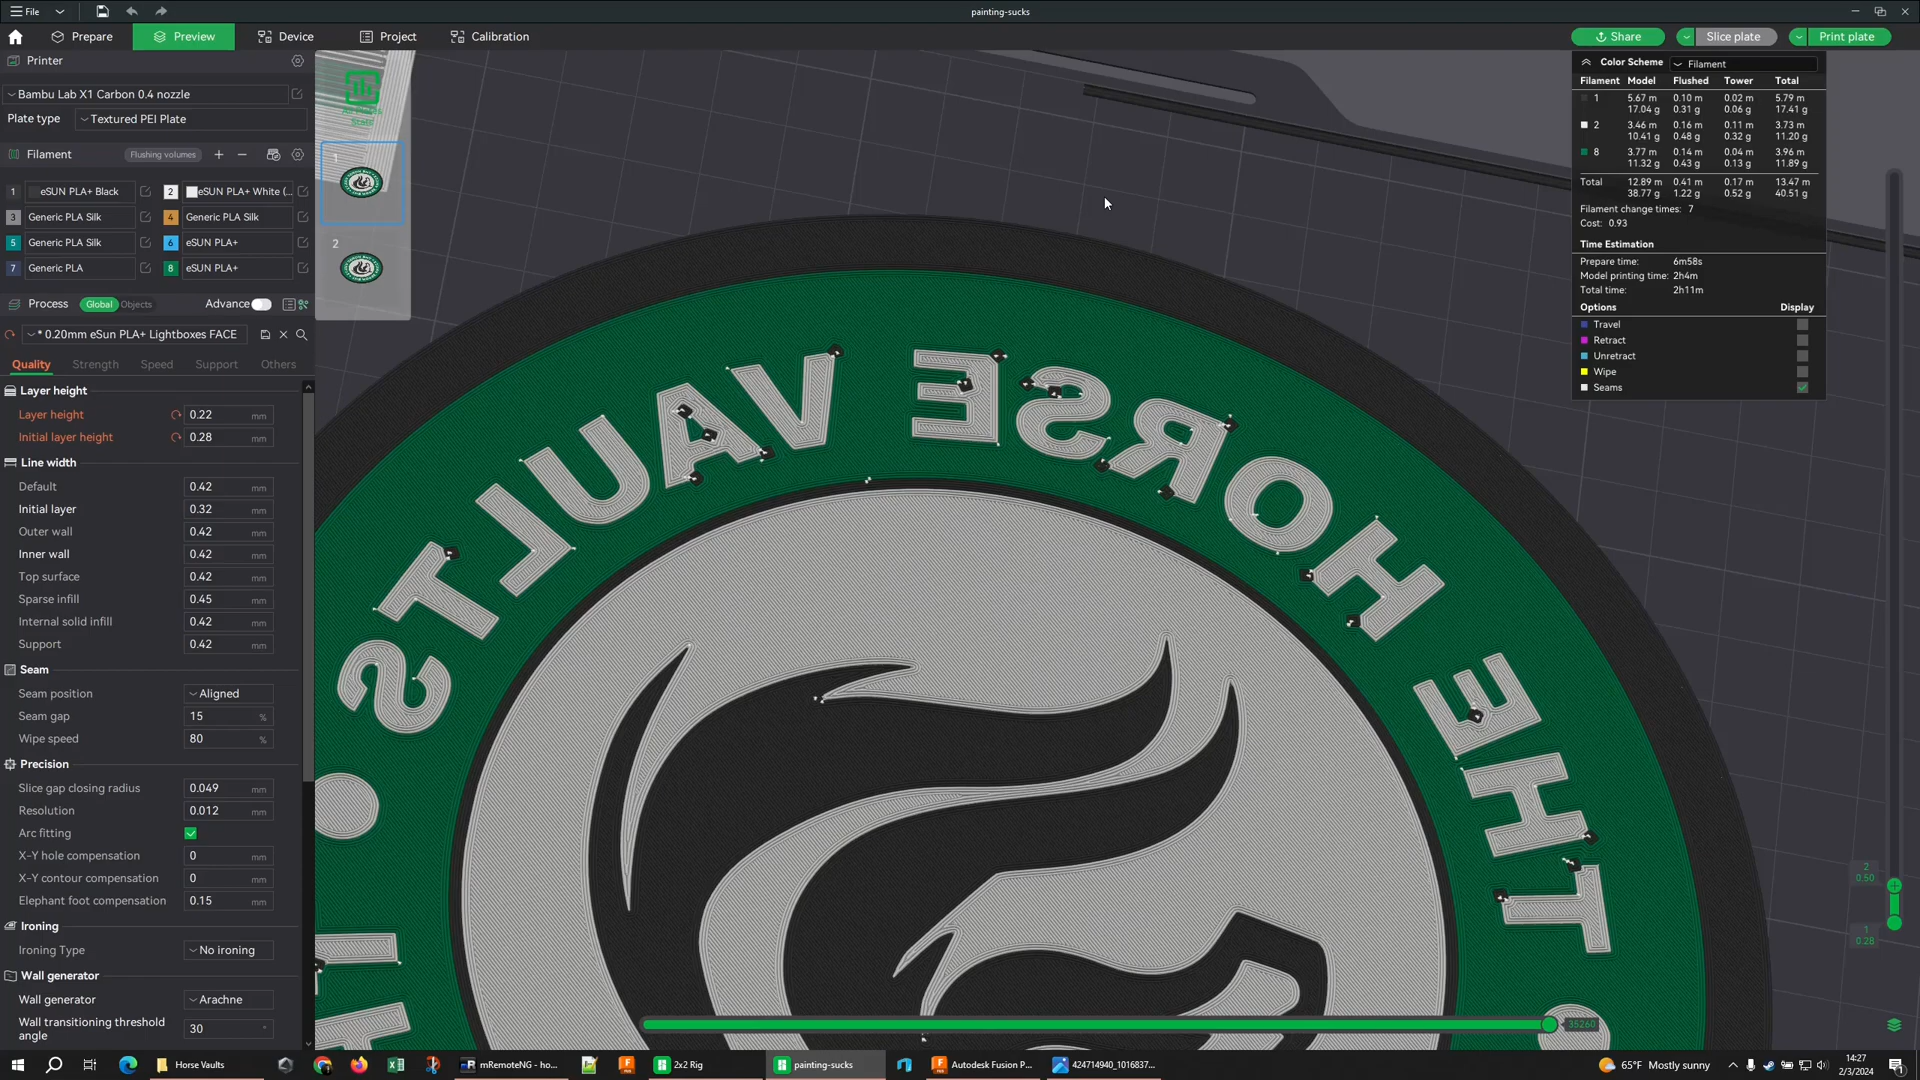 File
painting-sucks
Prepare
Preview
Device
Project
Calibration
Share
Slice plate
Print plate
Printer
Bambu Lab X1 Carbon 0.4 nozzle
Plate type
Textured PEI Plate
Filament
Flushing volumes
1 eSUN PLA+ Black
2 eSUN PLA+ White (...
3 Generic PLA Silk
4 Generic PLA Silk
5 Generic PLA Silk
6 eSUN PLA+
7 Generic PLA
8 eSUN PLA+
Process Global Objects Advance
* 0.20mm eSun PLA+ Lightboxes FACE
Quality Strength Speed Support Others
Layer height
Layer height 0.22 mm
Initial layer height 0.28 mm
Line width
Default 0.42 mm
Initial layer 0.32 mm
Outer wall 0.42 mm
Inner wall 0.42 mm
Top surface 0.42 mm
Sparse infill 0.45 mm
Internal solid infill 0.42 mm
Support 0.42 mm
Seam
Seam position Aligned
Seam gap 15 %
Wipe speed 80 %
Precision
Slice gap closing radius 0.049 mm
Resolution 0.012 mm
Arc fitting
X-Y hole compensation 0 mm
X-Y contour compensation 0 mm
Elephant foot compensation 0.15 mm
Ironing
Ironing Type No ironing
Wall generator
Wall generator Arachne
Wall transitioning threshold
angle 30 °
1
2
THE HORSE VAULTS
Color Scheme Filament
Filament Model Flushed Tower Total
1 5.67 m 0.10 m 0.02 m 5.79 m
17.04 g 0.31 g 0.06 g 17.41 g
2 3.46 m 0.16 m 0.11 m 3.73 m
10.41 g 0.48 g 0.32 g 11.20 g
8 3.77 m 0.14 m 0.04 m 3.96 m
11.32 g 0.43 g 0.13 g 11.89 g
Total 12.89 m 0.41 m 0.17 m 13.47 m
38.77 g 1.22 g 0.52 g 40.51 g
Filament change times: 7
Cost: 0.93
Time Estimation
Prepare time: 6m58s
Model printing time: 2h4m
Total time: 2h11m
Options Display
Travel
Retract
Unretract
Wipe
Seams
2
0.50
1
0.28
35260
Horse Vaults
mRemoteNG - ho...
2x2 Rig
painting-sucks
Autodesk Fusion P...
424714940_1016837...
65°F Mostly sunny
14:27
2/3/2024